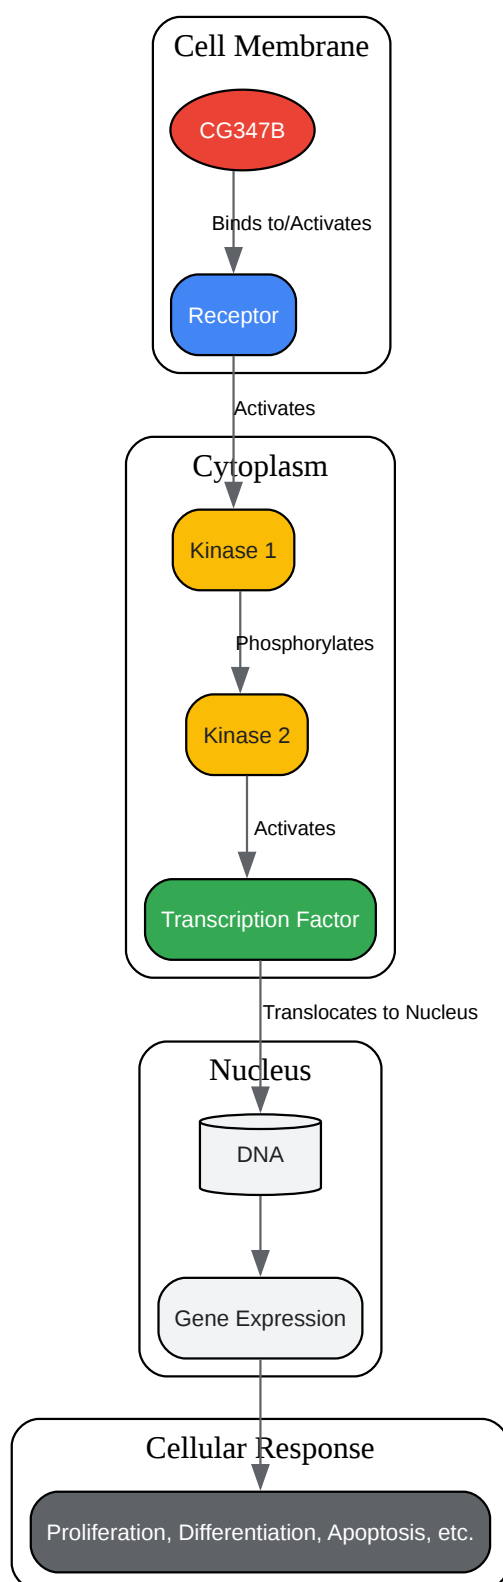 Cell Membrane
CG347B
Binds to/Activates
Receptor
Activates
Cytoplasm
Kinase 1
Phosphorylates
Kinase 2
Activates
Transcription Factor
Translocates to Nucleus
Nucleus
DNA
Gene Expression
Cellular Response
Proliferation, Differentiation, Apoptosis, etc.